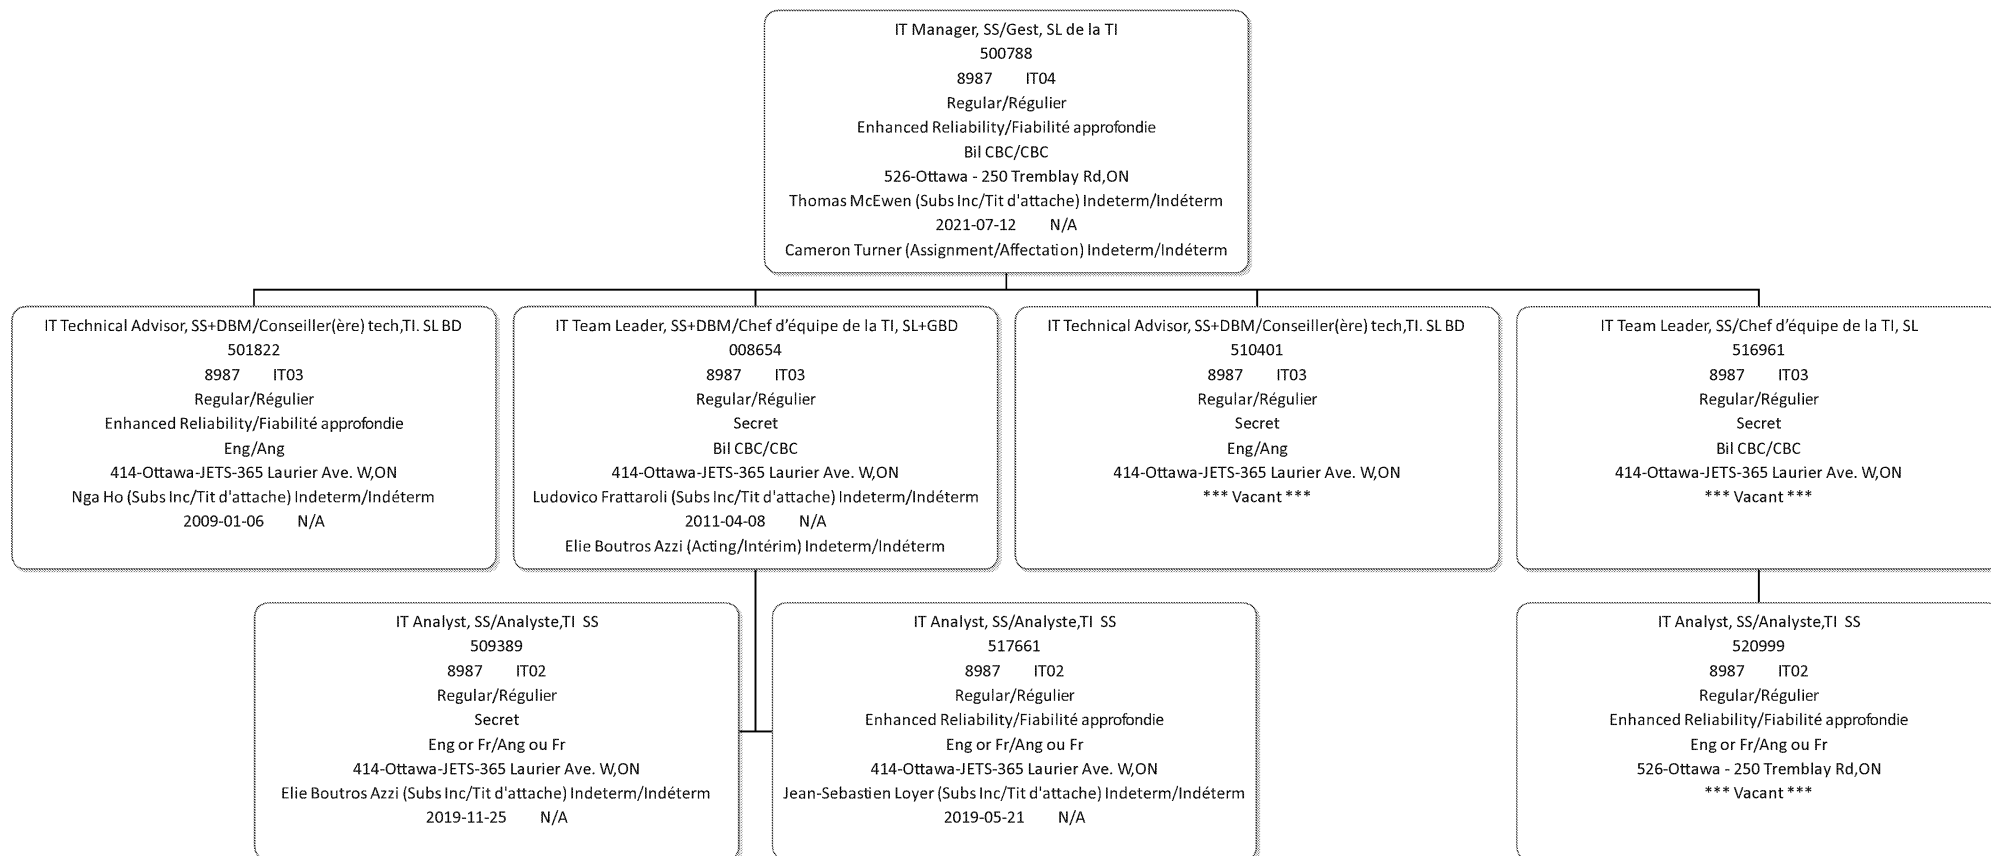 IT Manager, SS/Gest, SL de la TI
500788
8987 IT04
Regular/Régulier
Enhanced Reliability/Fiabilité approfondie
Bil CBC/CBC
526-Ottawa - 250 Tremblay Rd,ON
Thomas McEwen (Subs Inc/Tit d'attache) Indeterm/Indéterm
2021-07-12 N/A
Cameron Turner (Assignment/Affectation) Indeterm/Indéterm
IT Technical Advisor, SS+DBM/Conseiller(ère) tech,TI. SL BD
501822
8987 IT03
Regular/Régulier
Enhanced Reliability/Fiabilité approfondie
Eng/Ang
414-Ottawa-JETS-365 Laurier Ave. W,ON
Nga Ho (Subs Inc/Tit d'attache) Indeterm/Indéterm
2009-01-06 N/A
IT Team Leader, SS+DBM/Chef d’équipe de la TI, SL+GBD
008654
8987 IT03
Regular/Régulier
Secret
Bil CBC/CBC
414-Ottawa-JETS-365 Laurier Ave. W,ON
Ludovico Frattaroli (Subs Inc/Tit d'attache) Indeterm/Indéterm
2011-04-08 N/A
Elie Boutros Azzi (Acting/Intérim) Indeterm/Indéterm
IT Technical Advisor, SS+DBM/Conseiller(ère) tech,TI. SL BD
510401
8987 IT03
Regular/Régulier
Secret
Eng/Ang
414-Ottawa-JETS-365 Laurier Ave. W,ON
*** Vacant ***
IT Team Leader, SS/Chef d’équipe de la TI, SL
516961
8987 IT03
Regular/Régulier
Secret
Bil CBC/CBC
414-Ottawa-JETS-365 Laurier Ave. W,ON
*** Vacant ***
IT Analyst, SS/Analyste,TI SS
509389
8987 IT02
Regular/Régulier
Secret
Eng or Fr/Ang ou Fr
414-Ottawa-JETS-365 Laurier Ave. W,ON
Elie Boutros Azzi (Subs Inc/Tit d'attache) Indeterm/Indéterm
2019-11-25 N/A
IT Analyst, SS/Analyste,TI SS
517661
8987 IT02
Regular/Régulier
Enhanced Reliability/Fiabilité approfondie
Eng or Fr/Ang ou Fr
414-Ottawa-JETS-365 Laurier Ave. W,ON
Jean-Sebastien Loyer (Subs Inc/Tit d'attache) Indeterm/Indéterm
2019-05-21 N/A
IT Analyst, SS/Analyste,TI SS
520999
8987 IT02
Regular/Régulier
Enhanced Reliability/Fiabilité approfondie
Eng or Fr/Ang ou Fr
526-Ottawa - 250 Tremblay Rd,ON
*** Vacant ***